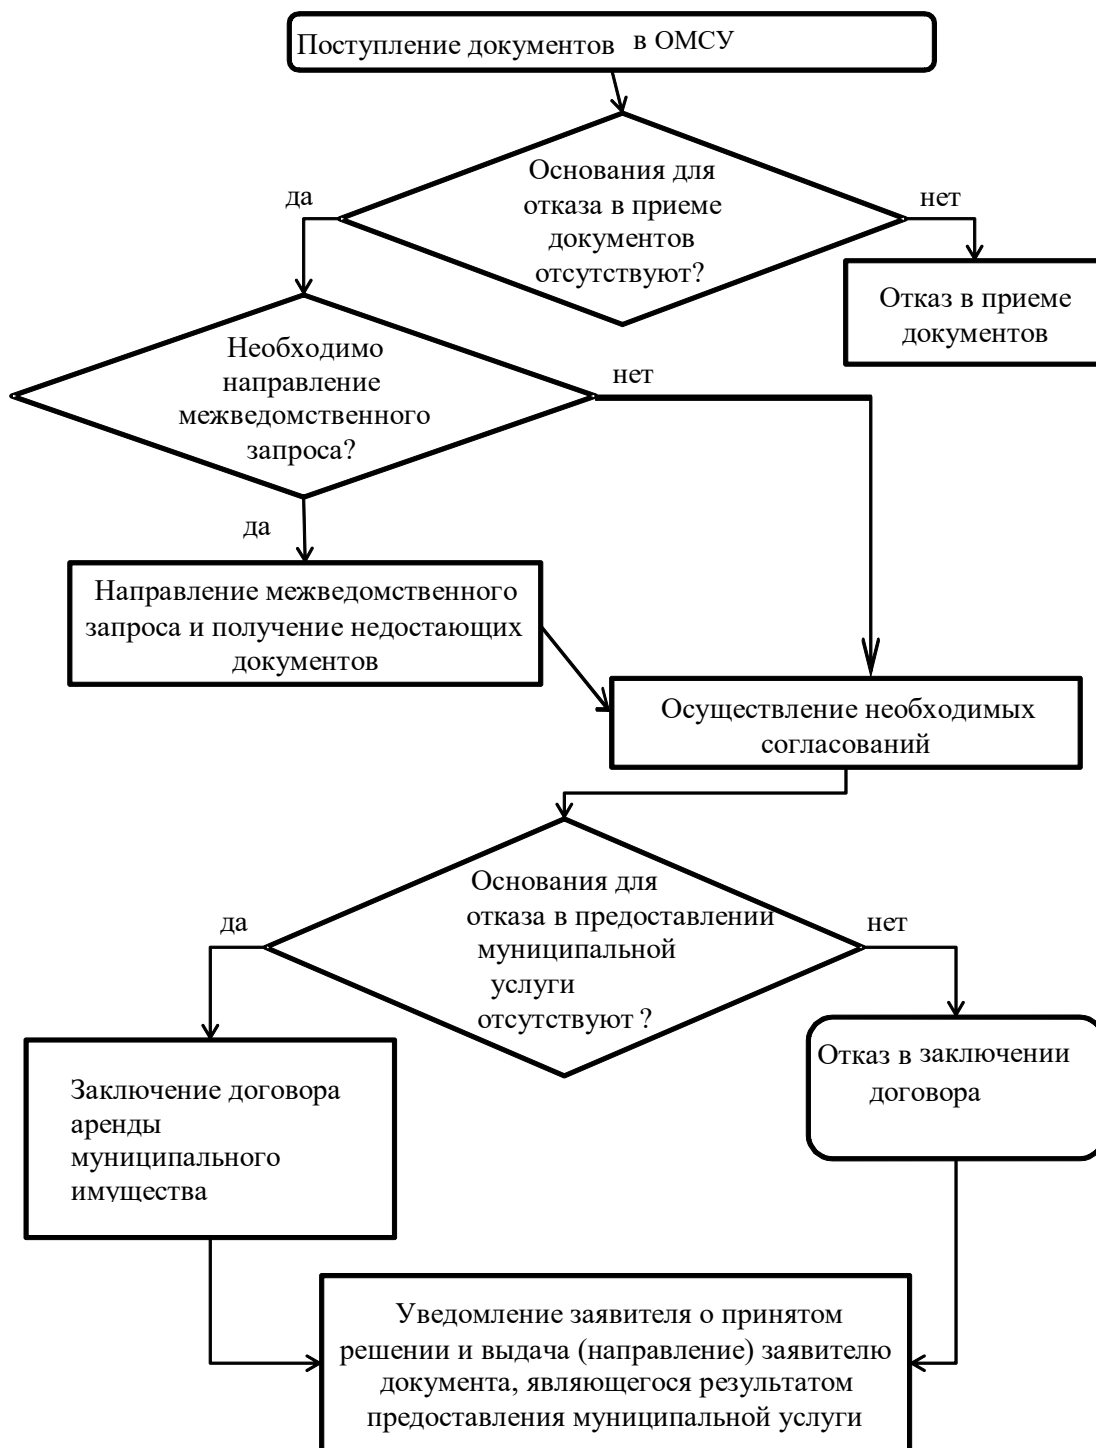 Поступление документов в ОМСУ
Основания для
отказа в приеме
документов
отсутствуют?
да
нет
Отказ в приеме
документов
Необходимо
направление
межведомственного
запроса?
нет
да
Направление межведомственного
запроса и получение недостающих
документов
Осуществление необходимых
согласований
Основания для
отказа в предоставлении
муниципальной
услуги
отсутствуют ?
да
нет
Заключение договора
аренды
муниципального
имущества
Отказ в заключении
договора
Уведомление заявителя о принятом
решении и выдача (направление) заявителю
документа, являющегося результатом
предоставления муниципальной услуги